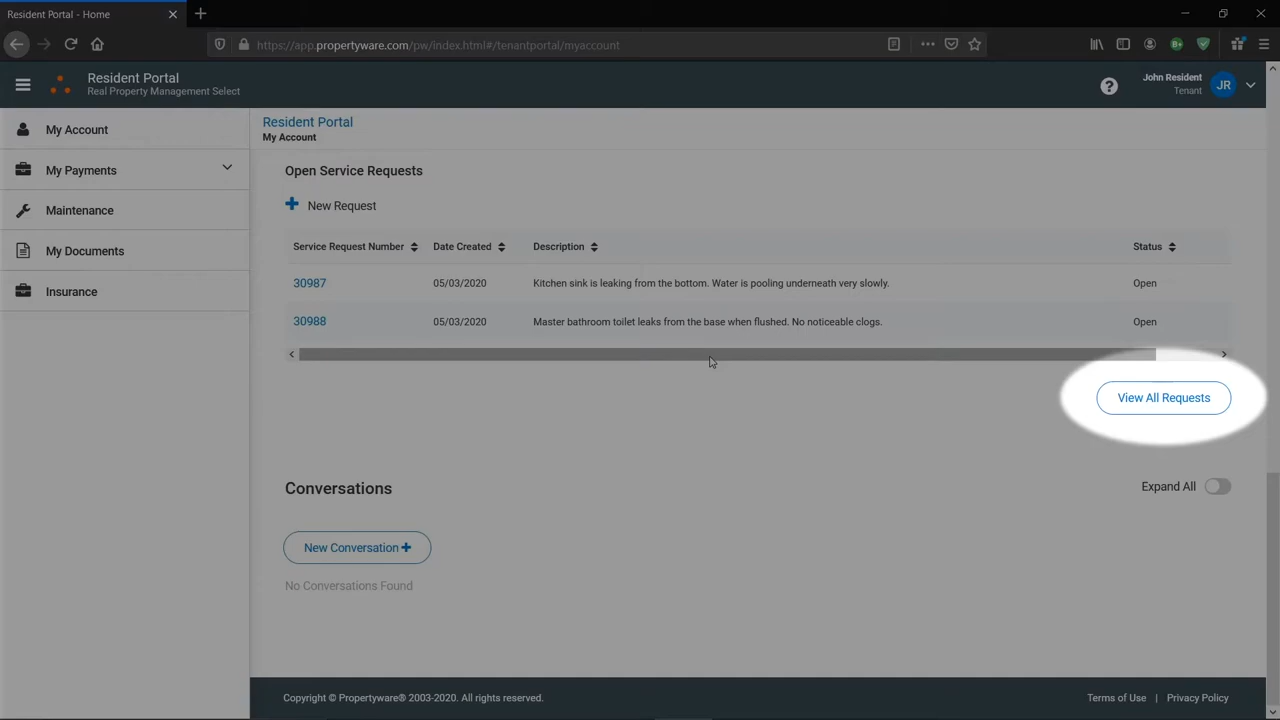 Resident Portal - Home
https://app.propertyware.com/pw/index.html#/tenantportal/myaccount
Resident Portal
Real Property Management Select
John Resident
Tenant
JR
My Account
My Payments
Maintenance
My Documents
Insurance
Resident Portal
My Account
Open Service Requests
New Request
Service Request Number Date Created Description Status
30987 05/03/2020 Kitchen sink is leaking from the bottom. Water is pooling underneath very slowly. Open
30988 05/03/2020 Master bathroom toilet leaks from the base when flushed. No noticeable clogs. Open
View All Requests
Conversations
Expand All
New Conversation
No Conversations Found
Copyright © Propertyware® 2003-2020. All rights reserved.
Terms of Use | Privacy Policy